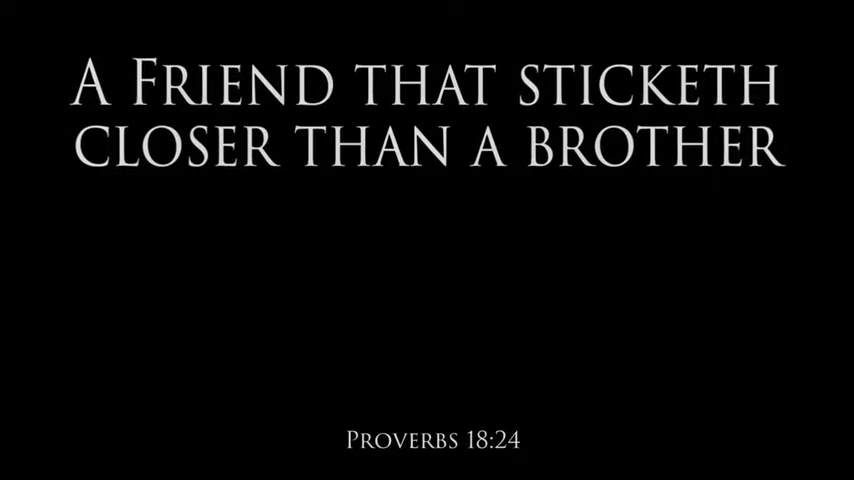 A Friend that sticketh
closer than a brother
Proverbs 18:24